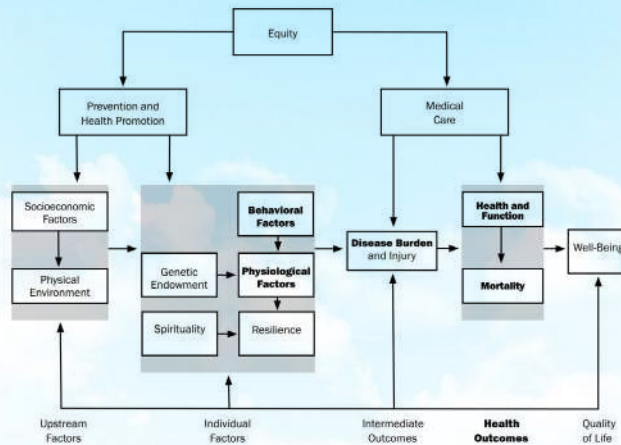 Equity
Prevention and
Health Promotion
Medical
Care
Socioeconomic
Factors
Physical
Environment
Behavioral
Factors
Genetic
Endowment
Physiological
Factors
Spirituality
Resilience
Disease Burden
and Injury
Health and
Function
Mortality
Well-Being
Upstream
Factors
Individual
Factors
Intermediate
Outcomes
Health
Outcomes
Quality
of Life